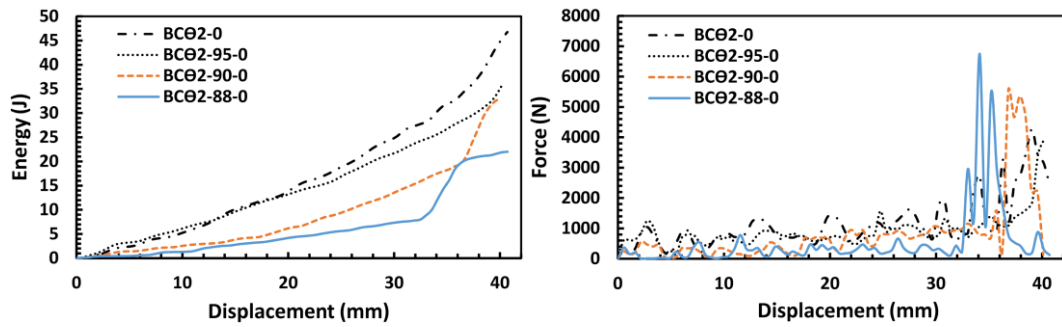 50
45
40
35
30
25
20
15
10
5
0
Energy (J)
BCΘ2-0
BCΘ2-95-0
BCΘ2-90-0
BCΘ2-88-0
0 10 20 30 40
Displacement (mm)
8000
7000
6000
5000
4000
3000
2000
1000
0
Force (N)
BCΘ2-0
BCΘ2-95-0
BCΘ2-90-0
BCΘ2-88-0
0 10 20 30 40
Displacement (mm)